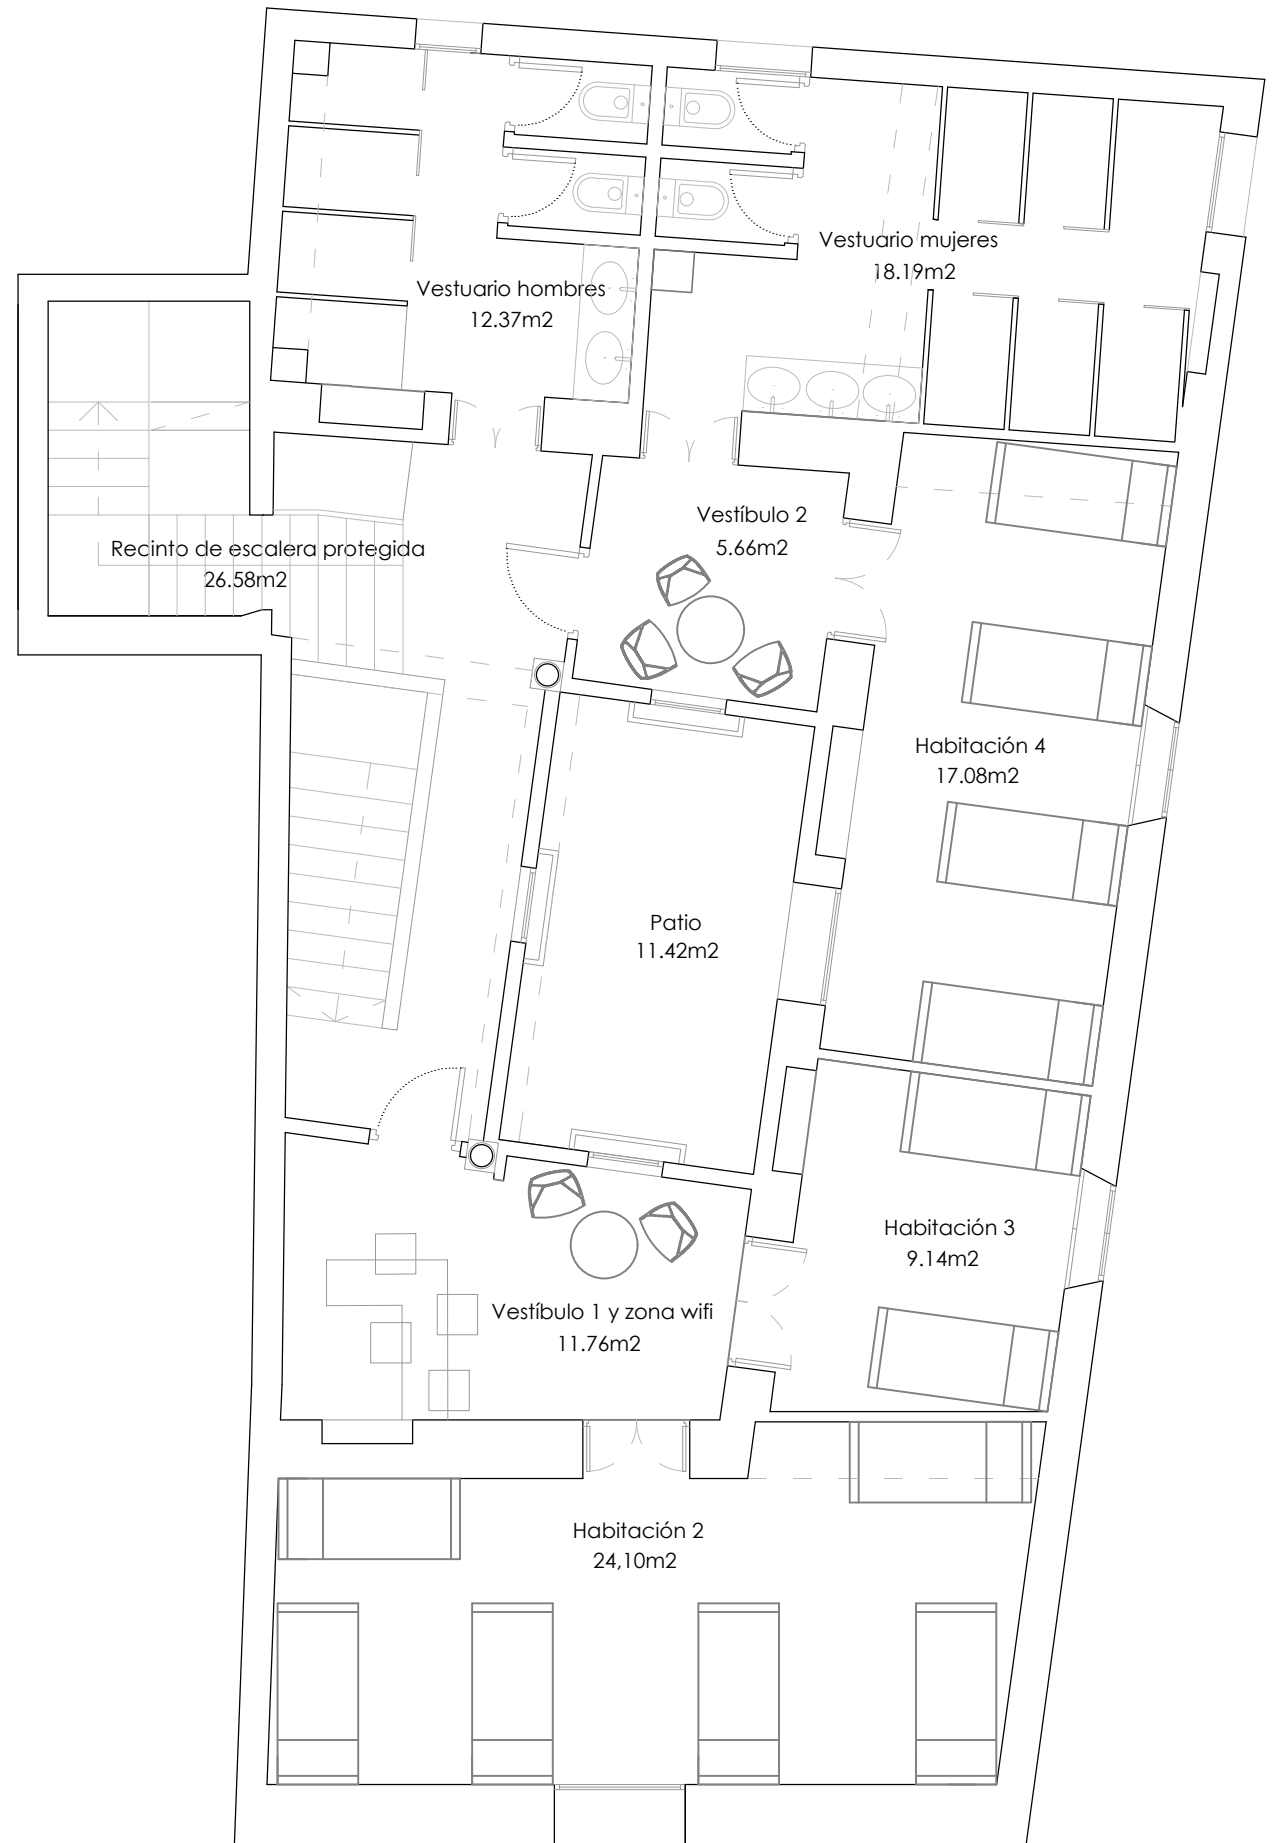 Vestuario mujeres
18.19m2
Vestuario hombres
12.37m2
Vestíbulo 2
5.66m2
Recinto de escalera protegida
26.58m2
Habitación 4
17.08m2
Patio
11.42m2
Habitación 3
9.14m2
Vestíbulo 1 y zona wifi
11.76m2
Habitación 2
24,10m2